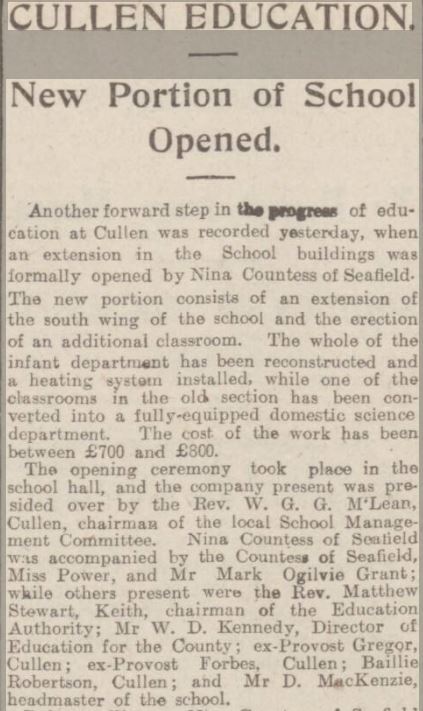 CULLEN EDUCATION.
New Portion of School
Opened.
Another forward step in the progress of edu-
cation at Cullen was recorded yesterday, when
an extension in the School buildings was
formally opened by Nina Countess of Seafield.
The new portion consists of an extension of
the south wing of the school and the erection
of an additional classroom. The whole of the
infant department has been reconstructed and
a heating system installed, while one of the
classrooms in the old section has been con-
verted into a fully-equipped domestic science
department. The cost of the work has been
between £700 and £800.
The opening ceremony took place in the
school hall, and the company present was pre-
sided over by the Rev. W. G. G. M'Lean,
Cullen, chairman of the local School Manage-
ment Committee. Nina Countess of Seafield
was accompanied by the Countess of Seafield,
Miss Power, and Mr Mark Ogilvie Grant;
while others present were the Rev. Matthew
Stewart, Keith, chairman of the Education
Authority; Mr W. D. Kennedy, Director of
Education for the County; ex-Provost Gregor,
Cullen; ex-Provost Forbes, Cullen; Baillie
Robertson, Cullen; and Mr D. MacKenzie,
headmaster of the school.